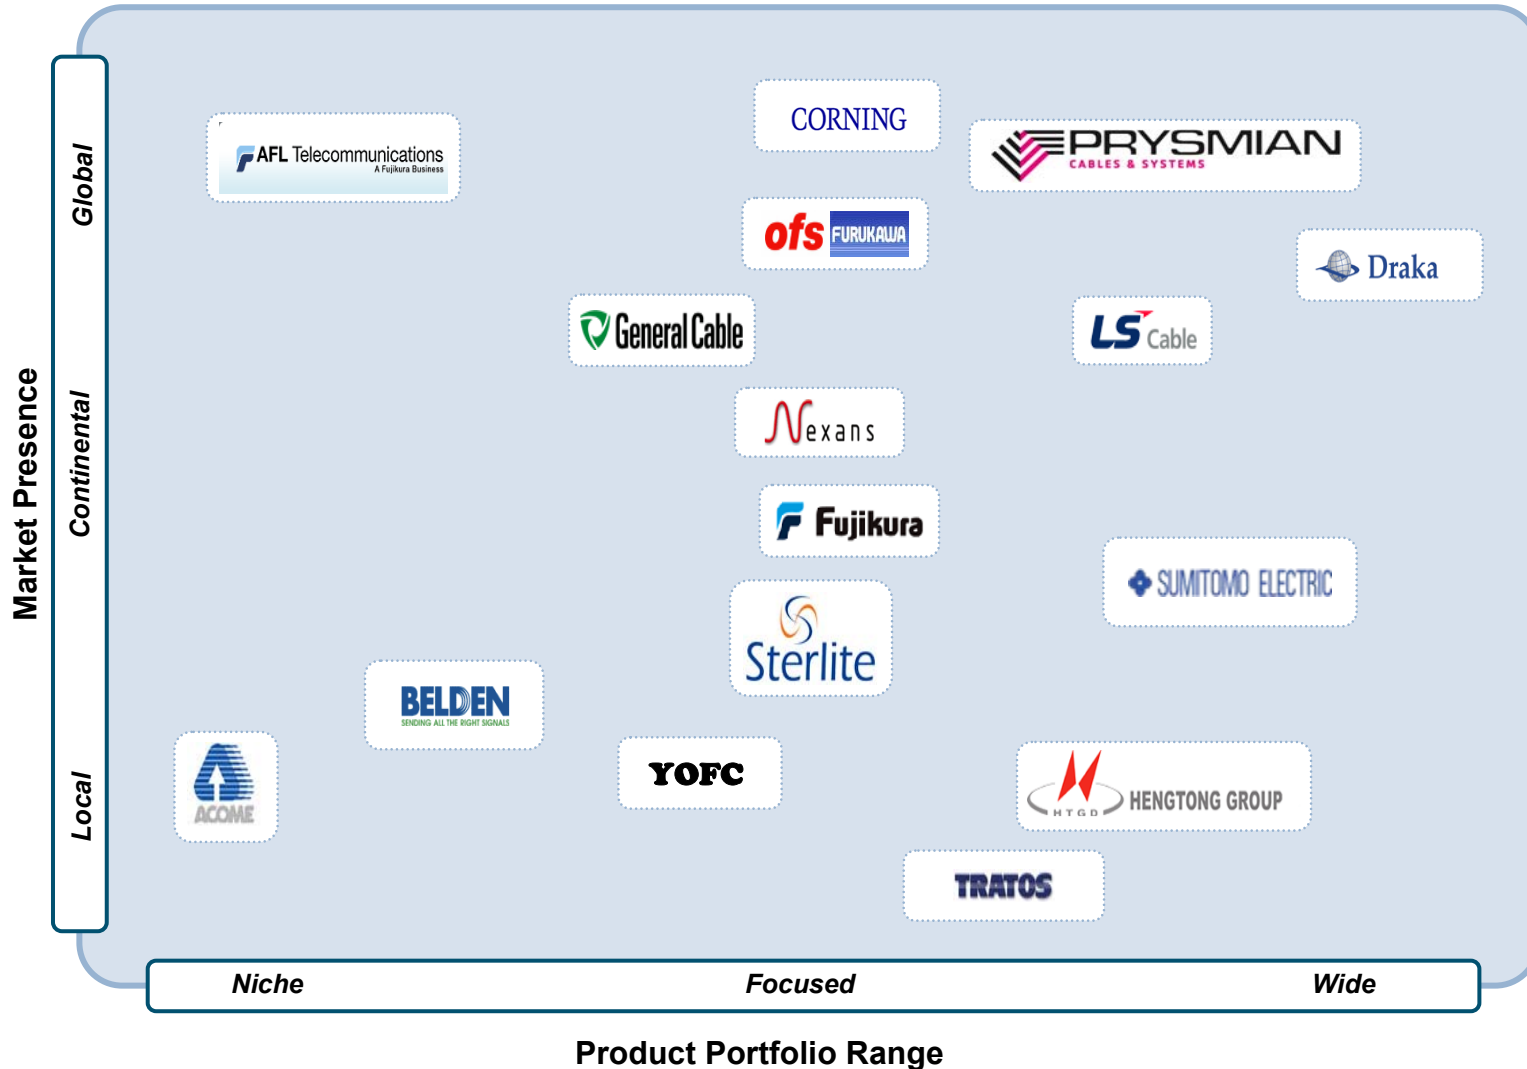 CORNING
PRYSMIAN
CABLES & SYSTEMS
AFL Telecommunications
A Fujikura Business
Global
ofs FURUKAWA
Draka
General Cable
LS Cable
Nexans
Continental
Market Presence
Fujikura
SUMITOMO ELECTRIC
Sterlite
BELDEN
SENDING ALL THE RIGHT SIGNALS
ACOME
YOFC
HTGD HENGTONG GROUP
Local
TRATOS
Niche Focused Wide
Product Portfolio Range